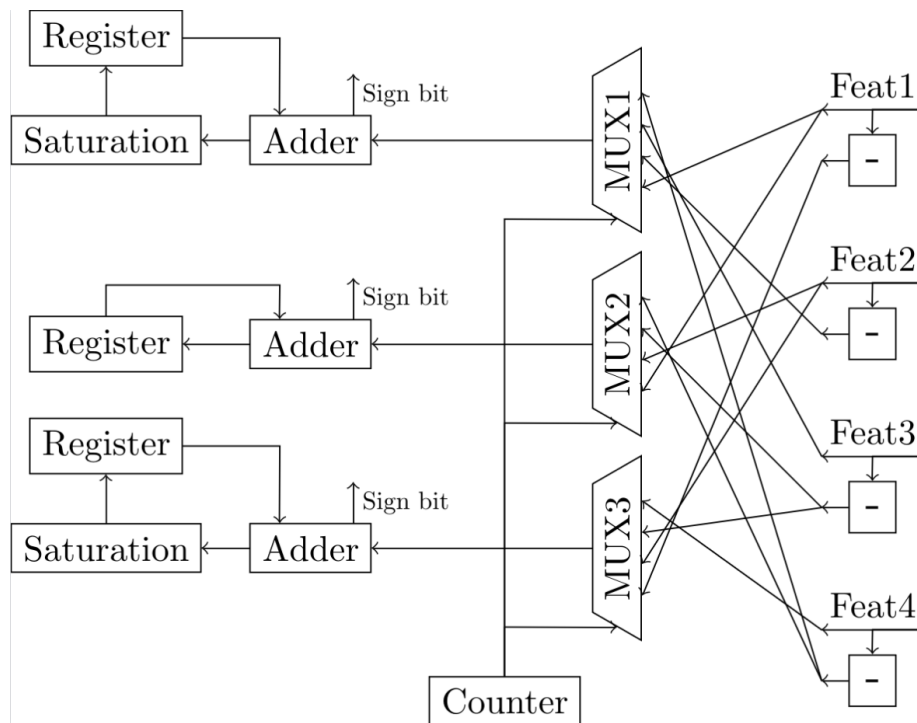 Register
Saturation
Adder
Sign bit
MUX1
Feat1
-
Register
Adder
Sign bit
MUX2
Feat2
-
Register
Saturation
Adder
Sign bit
MUX3
Feat3
-
Feat4
-
Counter